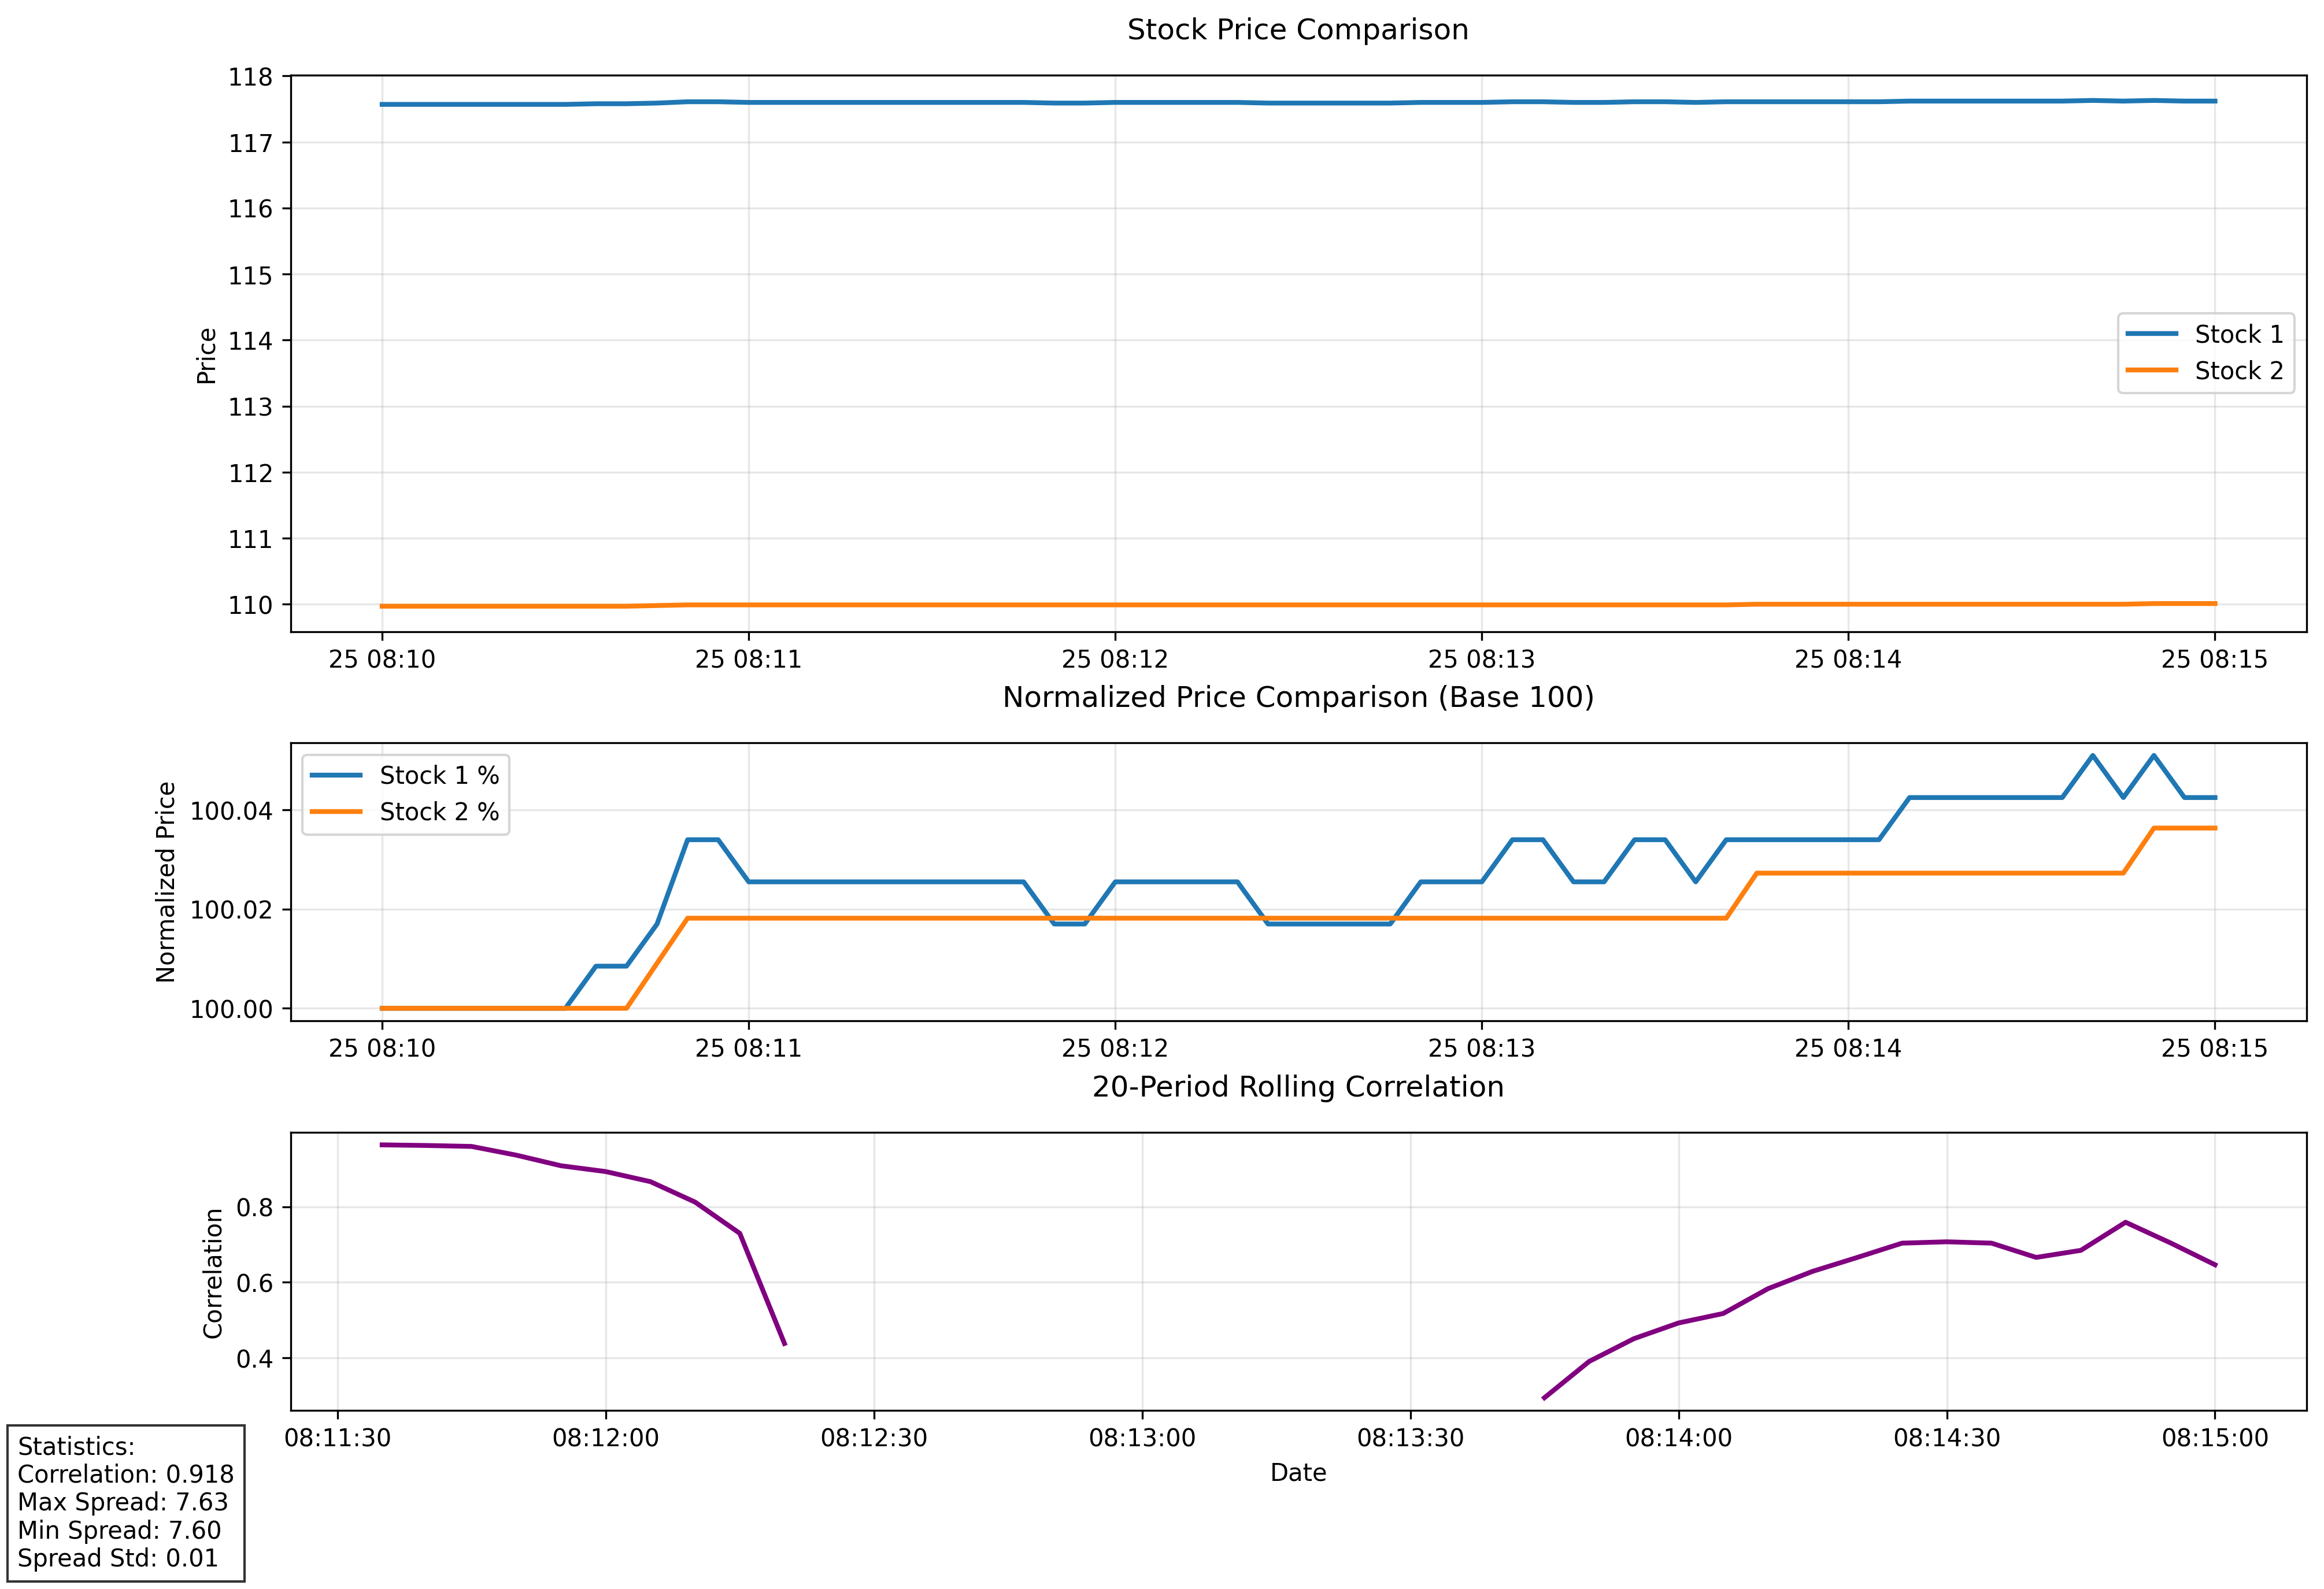 Stock Price Comparison
118
117
116
115
114
113
112
111
110
Price
Stock 1
Stock 2
25 08:10 25 08:11 25 08:12 25 08:13 25 08:14 25 08:15
Normalized Price Comparison (Base 100)
Stock 1 %
Stock 2 %
100.04
100.02
100.00
Normalized Price
25 08:10 25 08:11 25 08:12 25 08:13 25 08:14 25 08:15
20-Period Rolling Correlation
0.8
0.6
0.4
Correlation
08:11:30 08:12:00 08:12:30 08:13:00 08:13:30 08:14:00 08:14:30 08:15:00
Date
Statistics:
Correlation: 0.918
Max Spread: 7.63
Min Spread: 7.60
Spread Std: 0.01